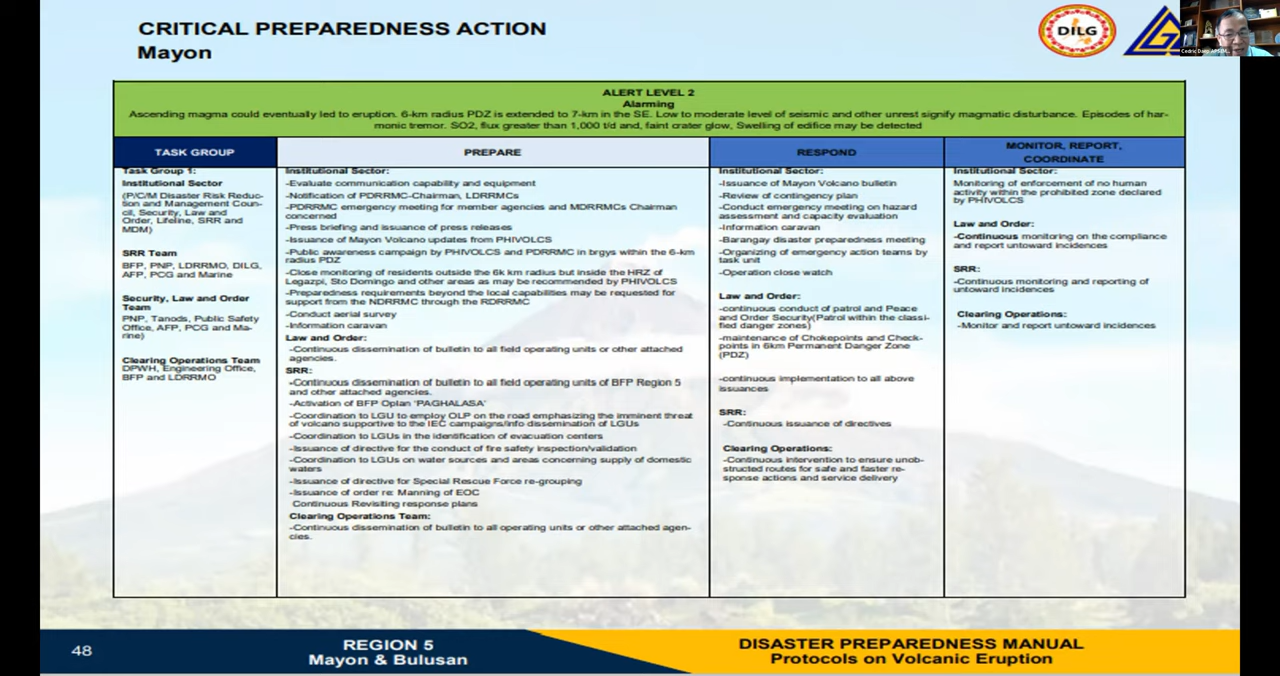 CRITICAL PREPAREDNESS ACTION
Mayon
DILG
ALERT LEVEL 2
Alarming
Ascending magma could eventually led to eruption. 6-km radius PDZ is extended to 7-km in the SE. Low to moderate level of seismic and other unrest signify magmatic disturbance. Episodes of har-
monic tremor. SO2, flux greater than 1,000 t/d and, faint crater glow, Swelling of edifice may be detected
TASK GROUP
PREPARE
RESPOND
MONITOR, REPORT,
COORDINATE
Task Group 1:
Institutional Sector
(P/C/M Disaster Risk Reduc-
tion and Management Coun-
cil, Security, Law and
Order, Lifeline, SRR and
MDM)
SRR Team
BFP, PNP, LDRRMO, DILG,
AFP, PCG and Marine
Security, Law and Order
Team
PNP, Tanods, Public Safety
Office, AFP, PCG and Ma-
rine)
Clearing Operations Team
DPWH, Engineering Office,
BFP and LDRRMO
Institutional Sector:
-Evaluate communication capability and equipment
-Notification of PDRRMC-Chairman, LDRRMCs
-PDRRMC emergency meeting for member agencies and MDRRMCs Chairman
concerned
-Press briefing and issuance of press releases
-Issuance of Mayon Volcano updates from PHIVOLCS
-Public awareness campaign by PHIVOLCS and PDRRMC in brgys within the 6-km
radius PDZ
-Close monitoring of residents outside the 6k km radius but inside the HRZ of
Legazpi, Sto Domingo and other areas as may be recommended by PHIVOLCS
-Preparedness requirements beyond the local capabilities may be requested for
support from the NDRRMC through the RDRRMC
-Conduct aerial survey
-Information caravan
Law and Order:
-Continuous dissemination of bulletin to all field operating units or other attached
agencies.
SRR:
-Continuous dissemination of bulletin to all field operating units of BFP Region 5
and other attached agencies.
-Activation of BFP Oplan 'PAGHALASA'
-Coordination to LGU to employ OLP on the road emphasizing the imminent threat
of volcano supportive to the IEC campaigns/info dissemination of LGUs
-Coordination to LGUs in the identification of evacuation centers
-Issuance of directive for the conduct of fire safety inspection/validation
-Coordination to LGUs on water sources and areas concerning supply of domestic
waters
-Issuance of directive for Special Rescue Force re-grouping
-Issuance of order re: Manning of EOC
Continuous Revisiting response plans
Clearing Operations Team:
-Continuous dissemination of bulletin to all operating units or other attached agen-
cies.
Institutional Sector:
-Issuance of Mayon Volcano bulletin
-Review of contingency plan
-Conduct emergency meeting on hazard
assessment and capacity evaluation
-Information caravan
-Barangay disaster preparedness meeting
-Organizing of emergency action teams by
task unit
-Operation close watch
Law and Order:
-continuous conduct of patrol and Peace
and Order Security(Patrol within the classi-
fied danger zones)
-maintenance of Chokepoints and Check-
points in 6km Permanent Danger Zone
(PDZ)
-continuous implementation to all above
issuances
SRR:
-Continuous issuance of directives
Clearing Operations:
-Continuous intervention to ensure unob-
structed routes for safe and faster re-
sponse actions and service delivery
Institutional Sector:
Monitoring of enforcement of no human
activity within the prohibited zone declared
by PHIVOLCS
Law and Order:
-Continuous monitoring on the compliance
and report untoward incidences
SRR:
-Continuous monitoring and reporting of
untoward incidences
Clearing Operations:
-Monitor and report untoward incidences
48
REGION 5
Mayon & Bulusan
DISASTER PREPAREDNESS MANUAL
Protocols on Volcanic Eruption